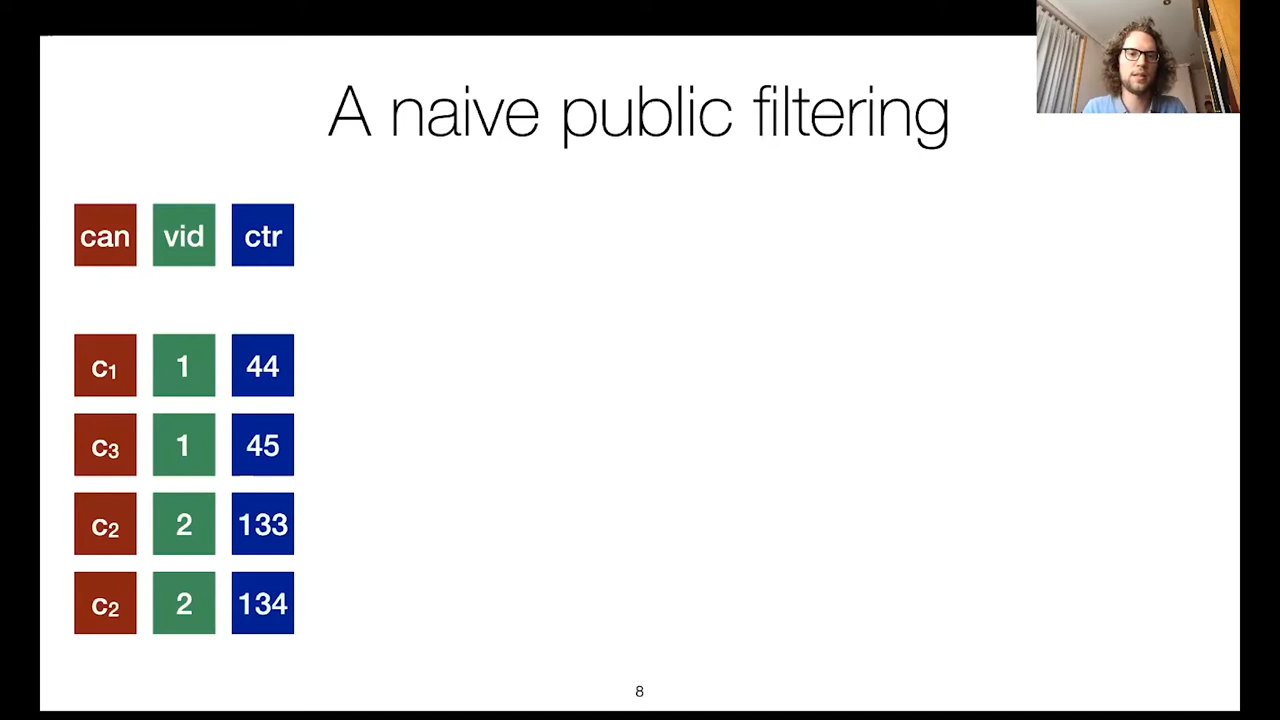 A naive public filtering
can vid ctr
c₁ 1 44
c₃ 1 45
c₂ 2 133
c₂ 2 134
8